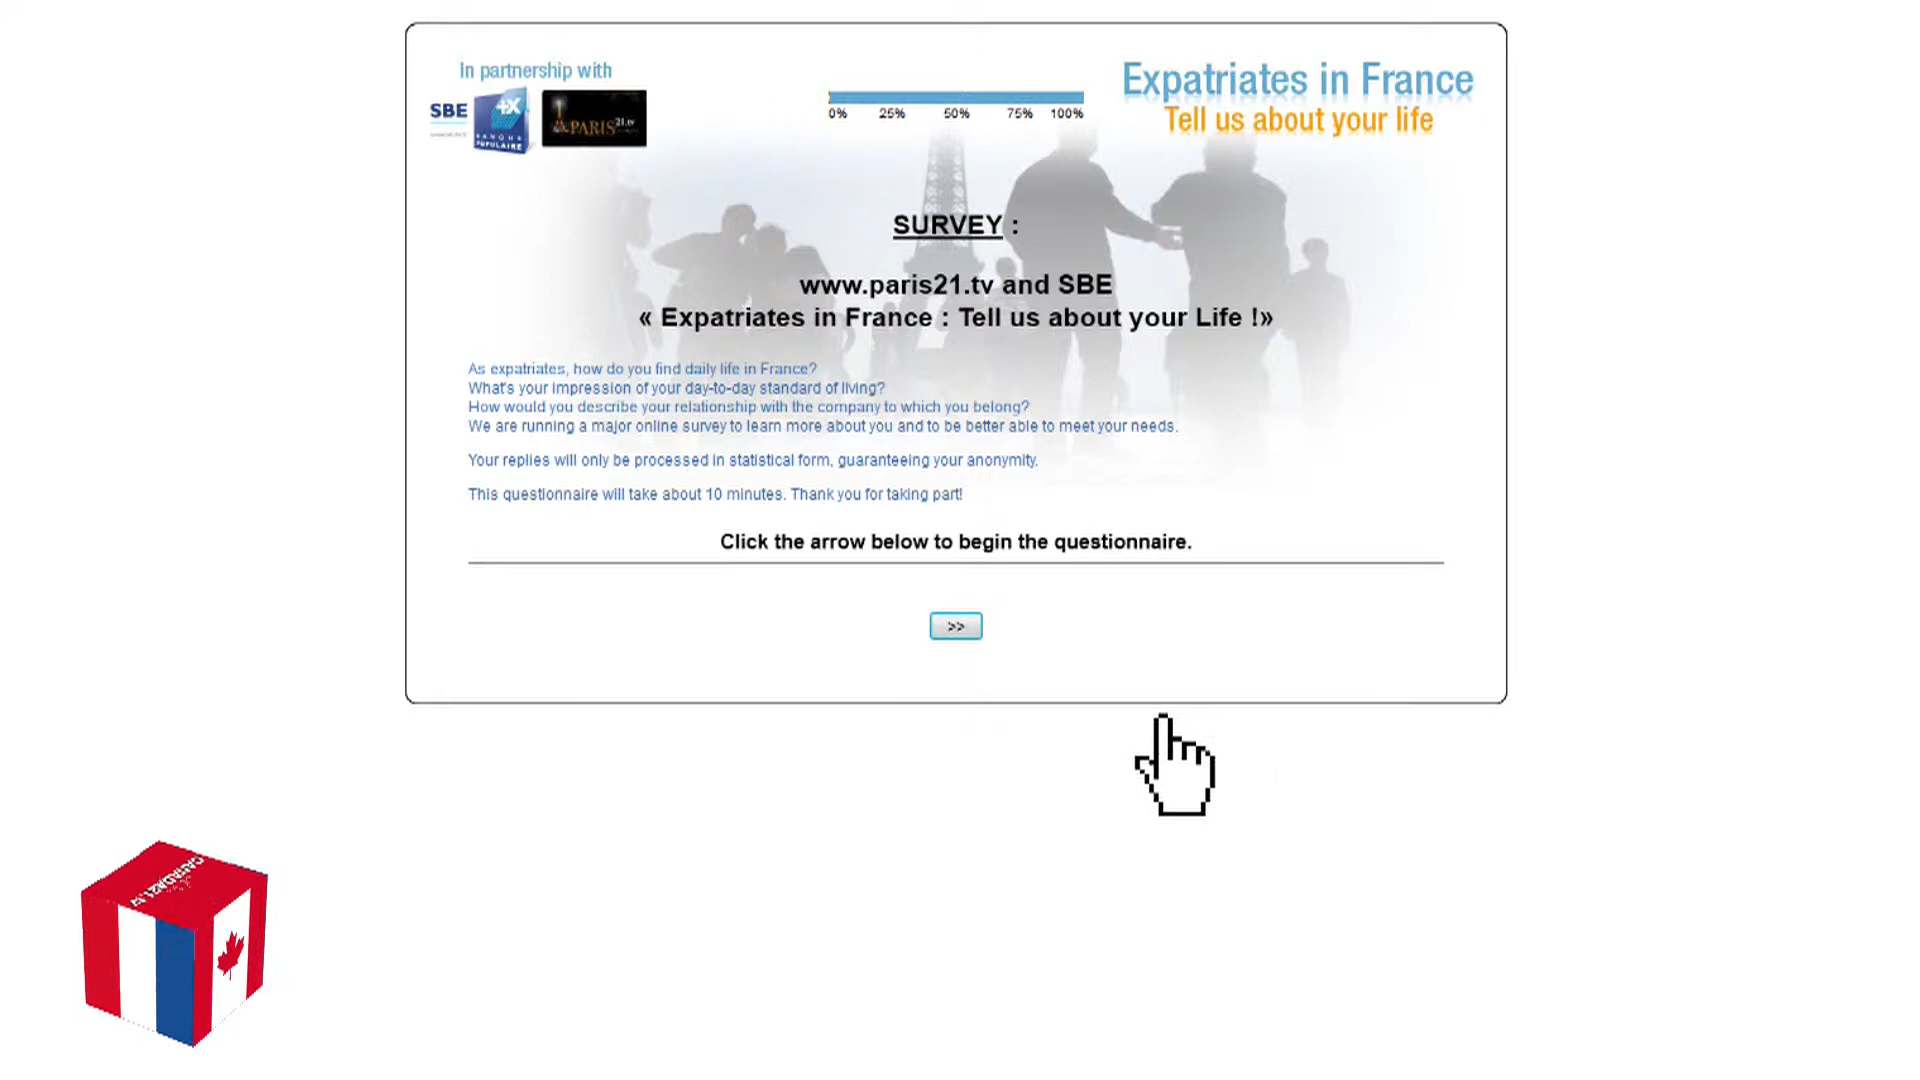 In partnership with
SBE
BANQUE
POPULAIRE
PARIS21.tv
0% 25% 50% 75% 100%
Expatriates in France
Tell us about your life
SURVEY :
www.paris21.tv and SBE
« Expatriates in France : Tell us about your Life !»
As expatriates, how do you find daily life in France?
What's your impression of your day-to-day standard of living?
How would you describe your relationship with the company to which you belong?
We are running a major online survey to learn more about you and to be better able to meet your needs.
Your replies will only be processed in statistical form, guaranteeing your anonymity.
This questionnaire will take about 10 minutes. Thank you for taking part!
Click the arrow below to begin the questionnaire.
>>
CANADA21.TV